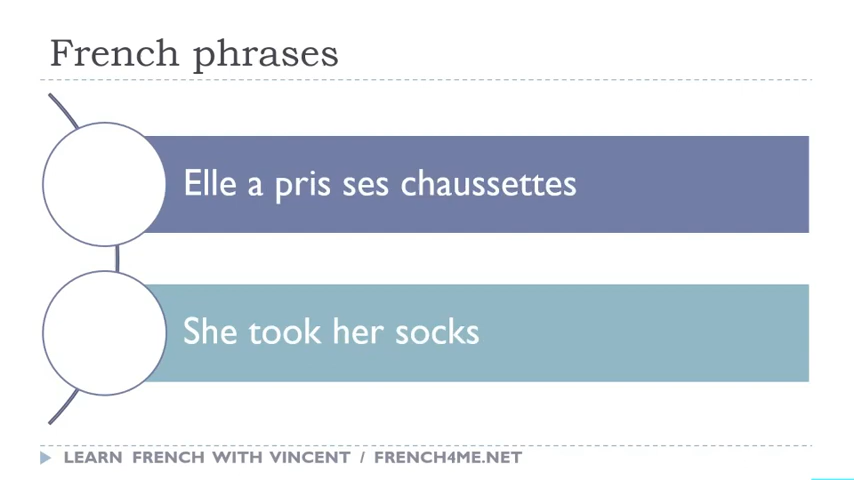 French phrases
Elle a pris ses chaussettes
She took her socks
LEARN FRENCH WITH VINCENT / FRENCH4ME.NET